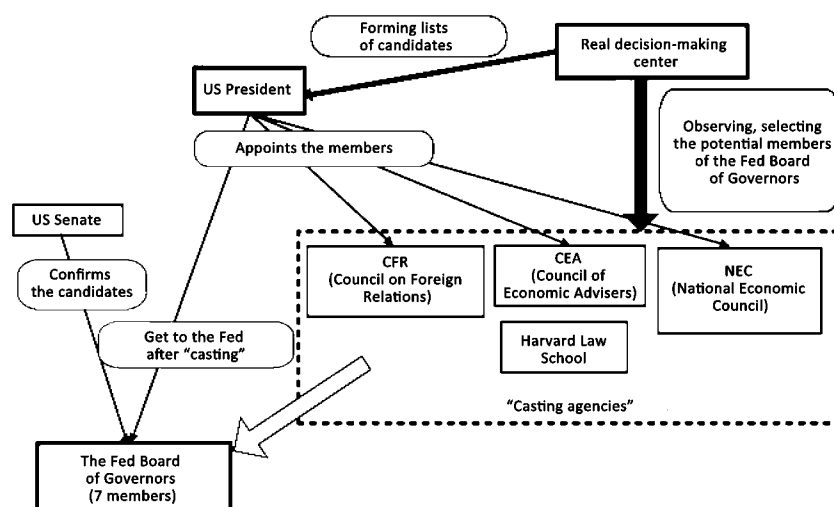 Forming lists
of candidates
Real decision-making
center
US President
Appoints the members
Observing, selecting
the potential members
of the Fed Board
of Governors
US Senate
Confirms
the candidates
CFR
(Council on Foreign
Relations)
CEA
(Council of
Economic Advisers)
NEC
(National Economic
Council)
Get to the Fed
after “casting”
Harvard Law
School
“Casting agencies”
The Fed Board
of Governors
(7 members)